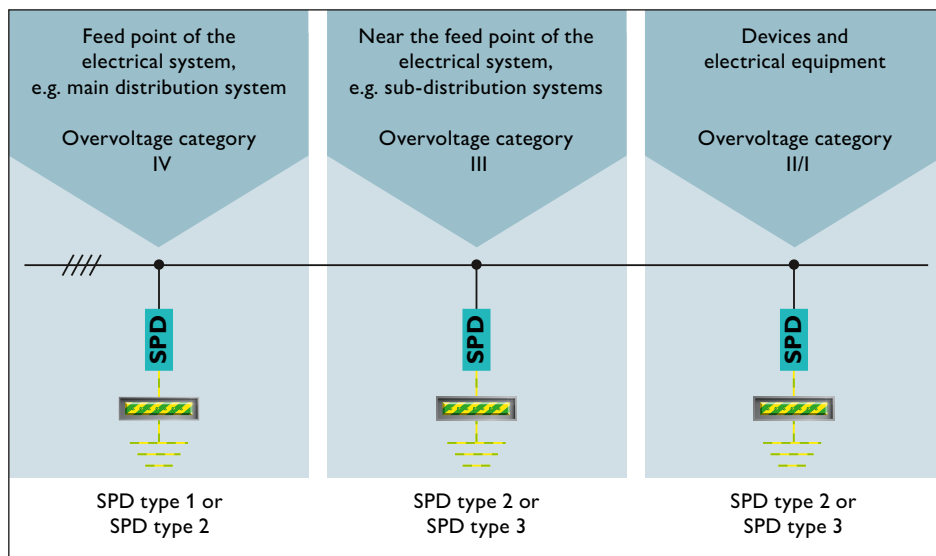 Feed point of the
electrical system,
e.g. main distribution system
Overvoltage category
IV
Near the feed point of the
electrical system,
e.g. sub-distribution systems
Overvoltage category
III
Devices and
electrical equipment
Overvoltage category
II/I
SPD
SPD
SPD
SPD type 1 or
SPD type 2
SPD type 2 or
SPD type 3
SPD type 2 or
SPD type 3